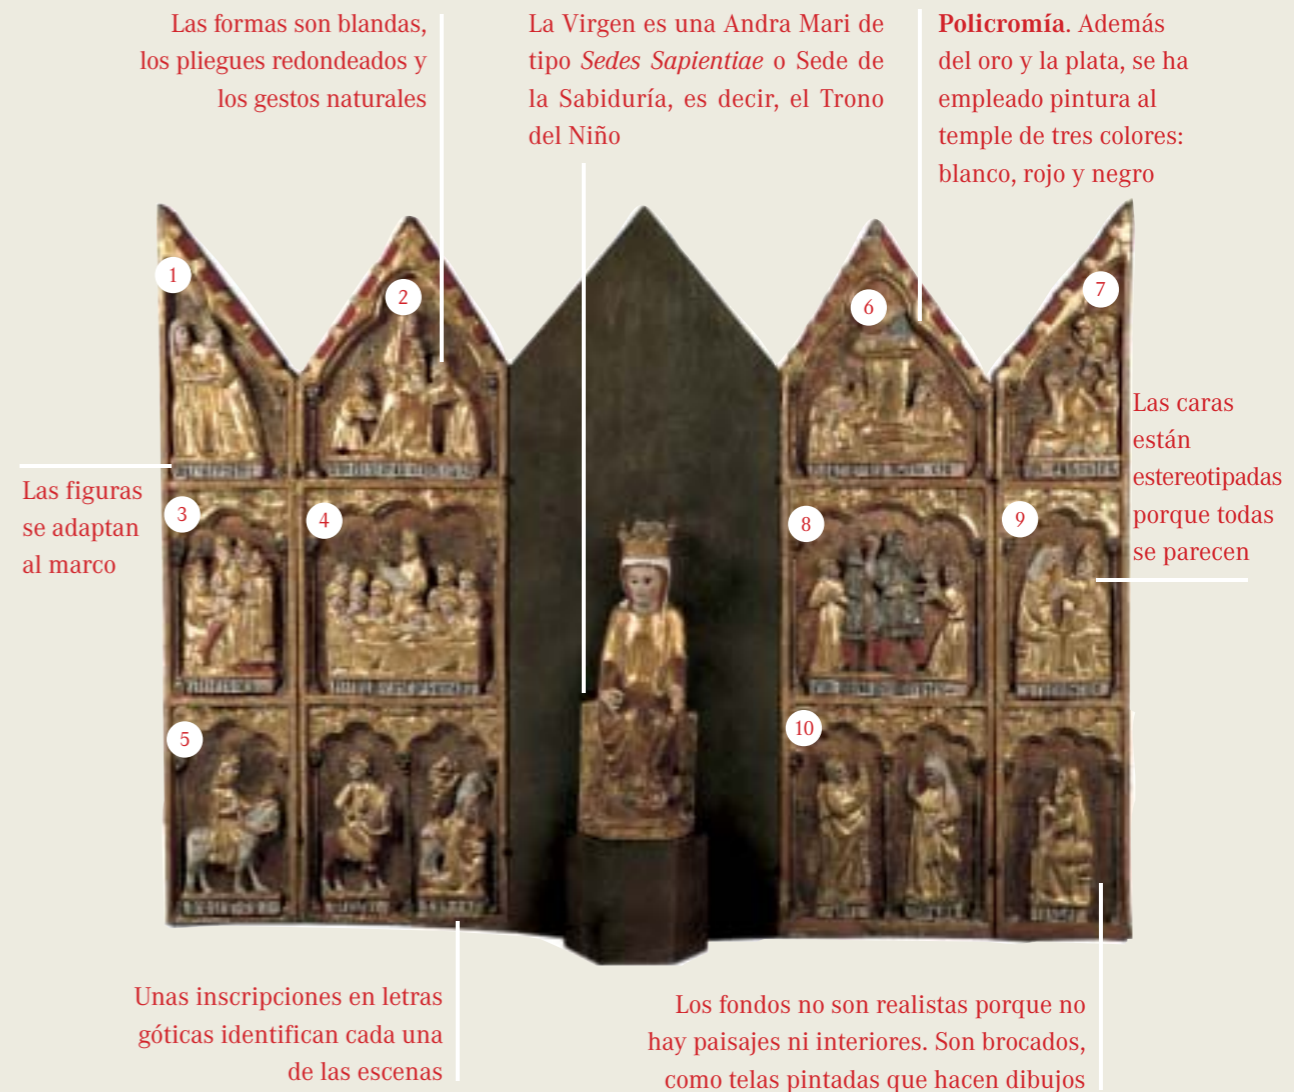 Las formas son blandas,
los pliegues redondeados y
los gestos naturales
La Virgen es una Andra Mari de
tipo Sedes Sapientiae o Sede de
la Sabiduría, es decir, el Trono
del Niño
Policromía. Además
del oro y la plata, se ha
empleado pintura al
temple de tres colores:
blanco, rojo y negro
1
2
6
7
Las caras
están
estereotipadas
porque todas
se parecen
Las figuras
se adaptan
al marco
3
4
8
9
5
10
Unas inscripciones en letras
góticas identifican cada una
de las escenas
Los fondos no son realistas porque no
hay paisajes ni interiores. Son brocados,
como telas pintadas que hacen dibujos